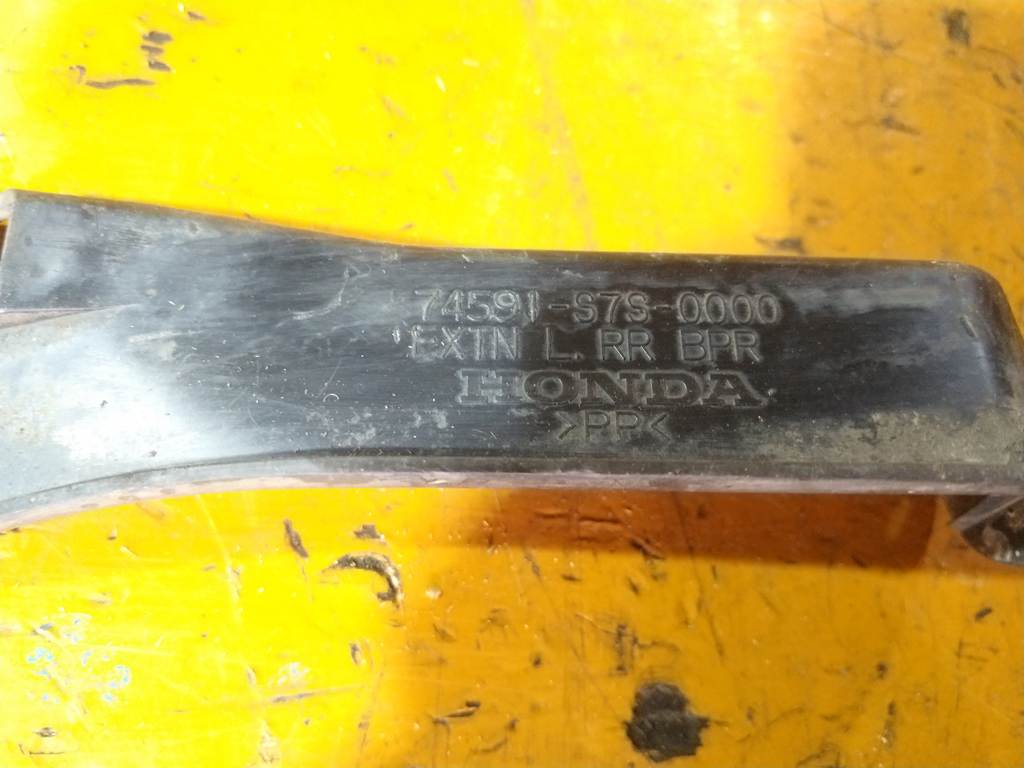 74591-S7S-0000
EXTN L. RR BPR
HONDA
>PP<